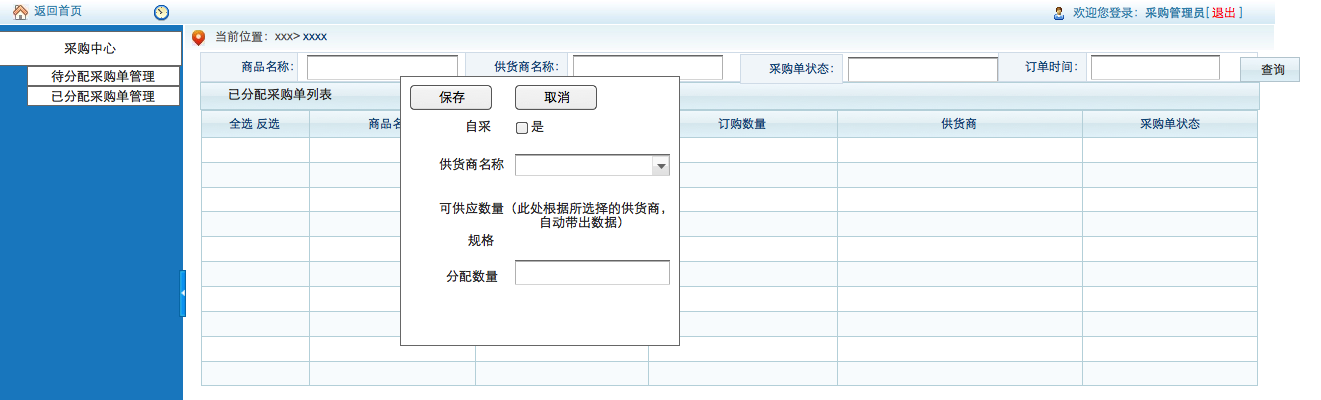 返回首页
欢迎您登录：采购管理员[ 退出 ]
当前位置：xxx> xxxx
采购中心
待分配采购单管理
已分配采购单管理
商品名称：
供货商名称：
采购单状态：
订单时间：
查询
已分配采购单列表
全选 反选
商品名
订购数量
供货商
采购单状态
保存
取消
自采
是
供货商名称
可供应数量（此处根据所选择的供货商，
自动带出数据）
规格
分配数量